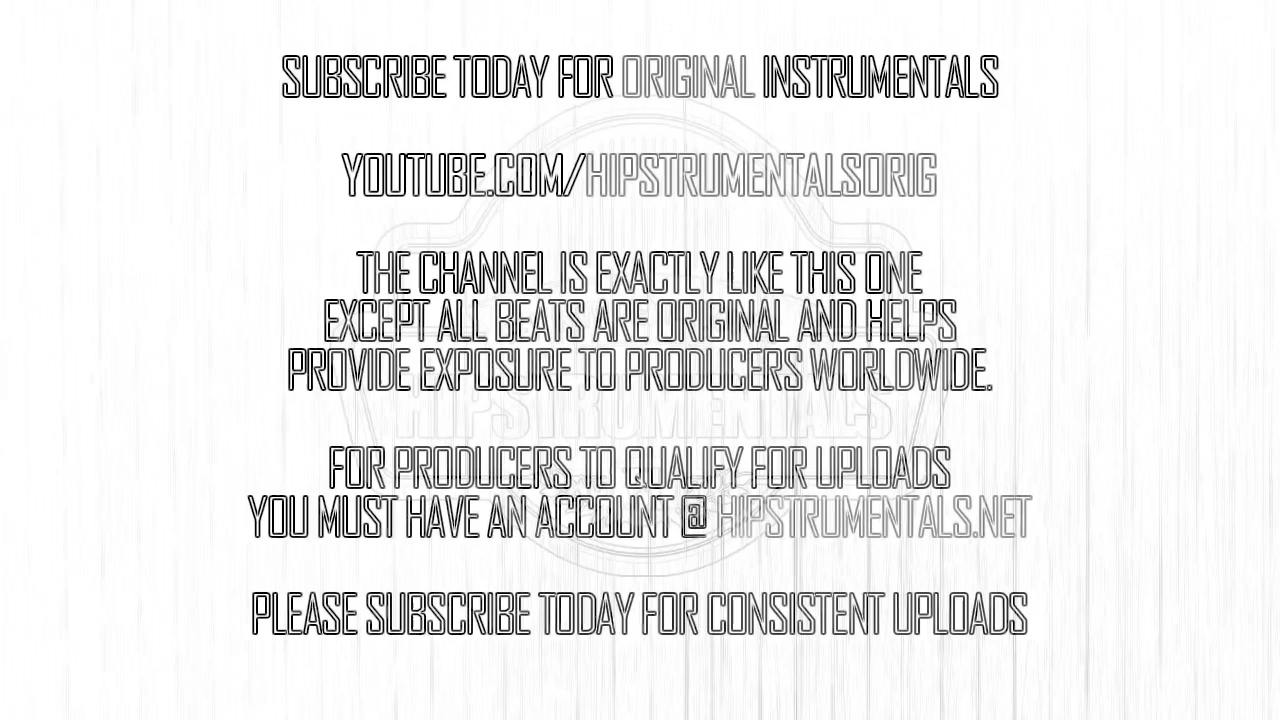 SUBSCRIBE TODAY FOR ORIGINAL INSTRUMENTALS
YOUTUBE.COM/HIPSTRUMENTALSORIG
THE CHANNEL IS EXACTLY LIKE THIS ONE
EXCEPT ALL BEATS ARE ORIGINAL AND HELPS
PROVIDE EXPOSURE TO PRODUCERS WORLDWIDE.
HIPSTRUMENTALS
FOR PRODUCERS TO QUALIFY FOR UPLOADS
YOU MUST HAVE AN ACCOUNT @ HIPSTRUMENTALS.NET
PLEASE SUBSCRIBE TODAY FOR CONSISTENT UPLOADS